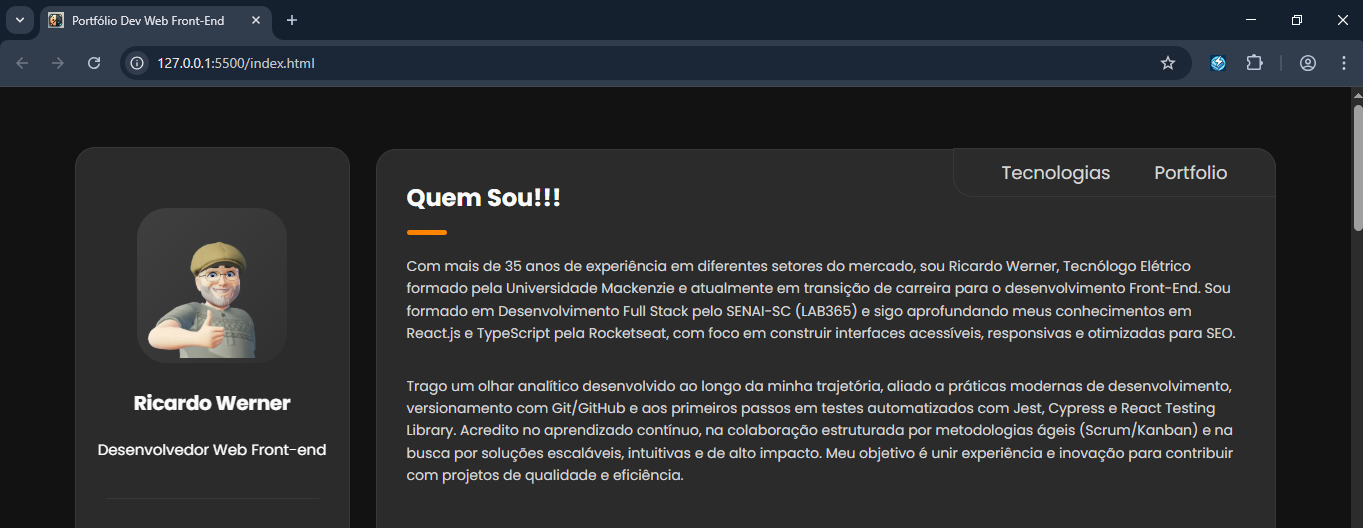 Portfólio Dev Web Front-End
127.0.0.1:5500/index.html
Tecnologias Portfolio
Quem Sou!!!
Com mais de 35 anos de experiência em diferentes setores do mercado, sou Ricardo Werner, Tecnólogo Elétrico
formado pela Universidade Mackenzie e atualmente em transição de carreira para o desenvolvimento Front-End. Sou
formado em Desenvolvimento Full Stack pelo SENAI-SC (LAB365) e sigo aprofundando meus conhecimentos em
React.js e TypeScript pela Rocketseat, com foco em construir interfaces acessíveis, responsivas e otimizadas para SEO.
Trago um olhar analítico desenvolvido ao longo da minha trajetória, aliado a práticas modernas de desenvolvimento,
versionamento com Git/GitHub e aos primeiros passos em testes automatizados com Jest, Cypress e React Testing
Library. Acredito no aprendizado contínuo, na colaboração estruturada por metodologias ágeis (Scrum/Kanban) e na
busca por soluções escaláveis, intuitivas e de alto impacto. Meu objetivo é unir experiência e inovação para contribuir
com projetos de qualidade e eficiência.
Ricardo Werner
Desenvolvedor Web Front-end